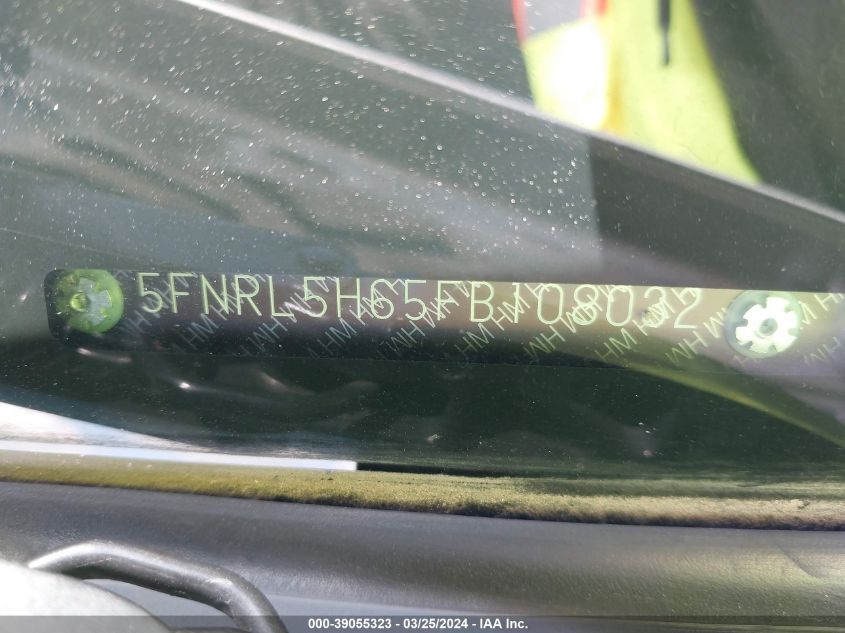 5FNRL5H65FB108032
000-39055323 / 03/25/2024 - IAA Inc.